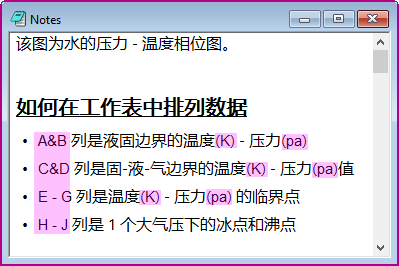 Notes
该图为水的压力 - 温度相位图。
如何在工作表中排列数据
• A&B 列是液固边界的温度(K) - 压力(pa)
• C&D 列是固-液-气边界的温度(K) - 压力(pa)值
• E - G 列是温度(K) - 压力(pa) 的临界点
• H - J 列是 1 个大气压下的冰点和沸点